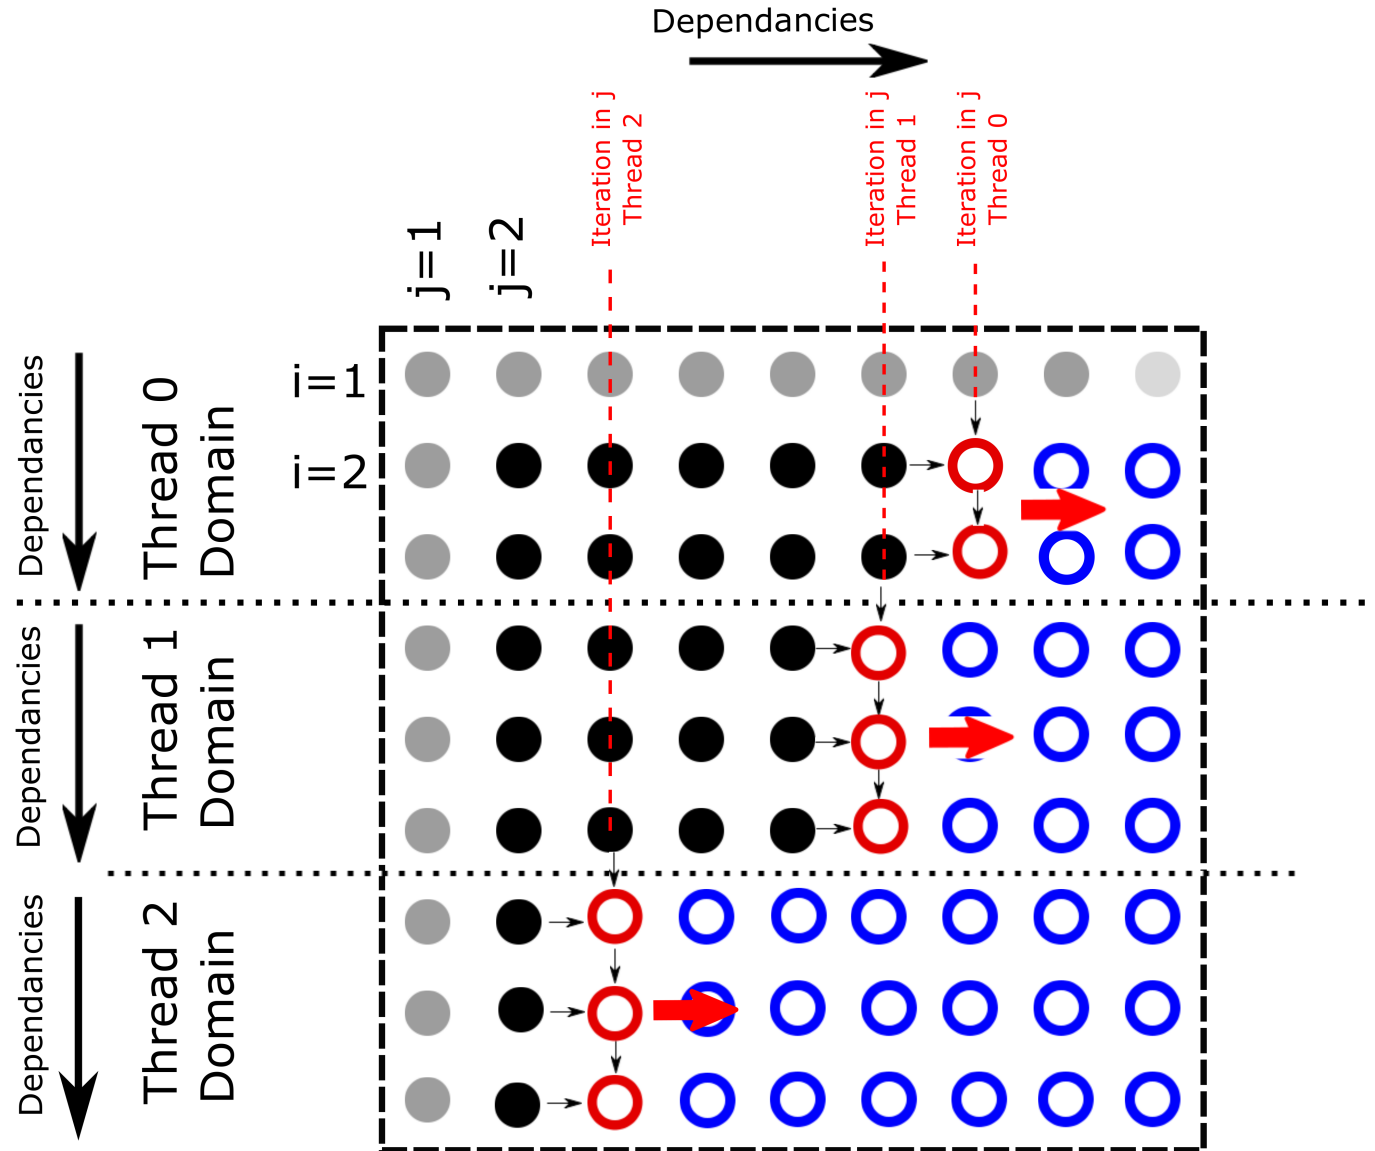 Dependancies
Iteration in j
Thread 2
Iteration in j
Thread 1
Iteration in j
Thread 0
j=1
j=2
Dependancies
Thread 0
Domain
i=1
i=2
Dependancies
Thread 1
Domain
Dependancies
Thread 2
Domain